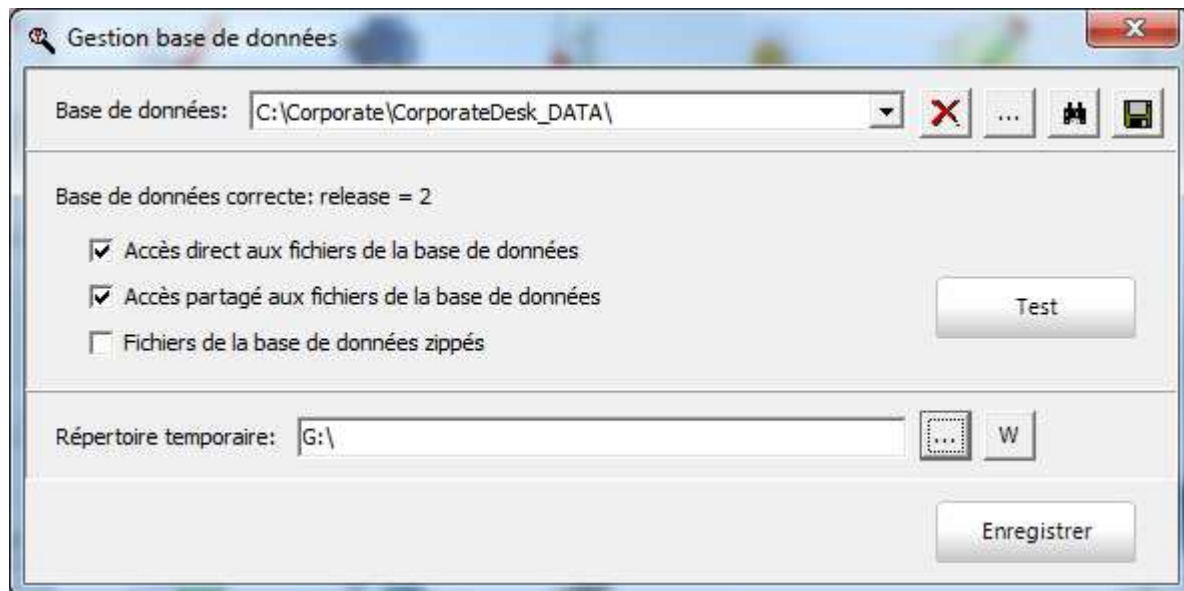 Gestion base de données
Base de données: C:\Corporate\CorporateDesk_DATA\ ...
Base de données correcte: release = 2
Accès direct aux fichiers de la base de données
Accès partagé aux fichiers de la base de données
Test
Fichiers de la base de données zippés
Répertoire temporaire: G:\ ... W
Enregistrer